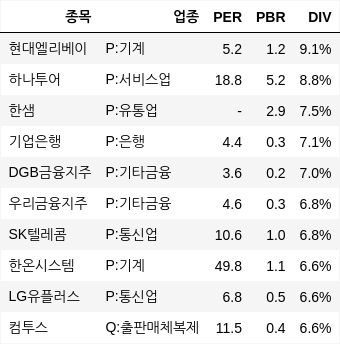 종목 업종 PER PBR DIV
현대엘리베이 P:기계 5.2 1.2 9.1%
하나투어 P:서비스업 18.8 5.2 8.8%
한샘 P:유통업 - 2.9 7.5%
기업은행 P:은행 4.4 0.3 7.1%
DGB금융지주 P:기타금융 3.6 0.2 7.0%
우리금융지주 P:기타금융 4.6 0.3 6.8%
SK텔레콤 P:통신업 10.6 1.0 6.8%
한온시스템 P:기계 49.8 1.1 6.6%
LG유플러스 P:통신업 6.8 0.5 6.6%
컴투스 Q:출판매체복제 11.5 0.4 6.6%